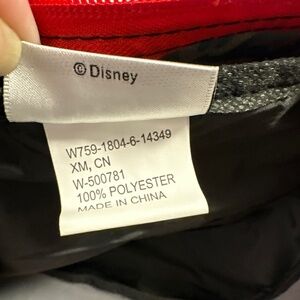 ©Disney
W759-1804-6-14349
XM, CN
W-500781
100% POLYESTER
MADE IN CHINA